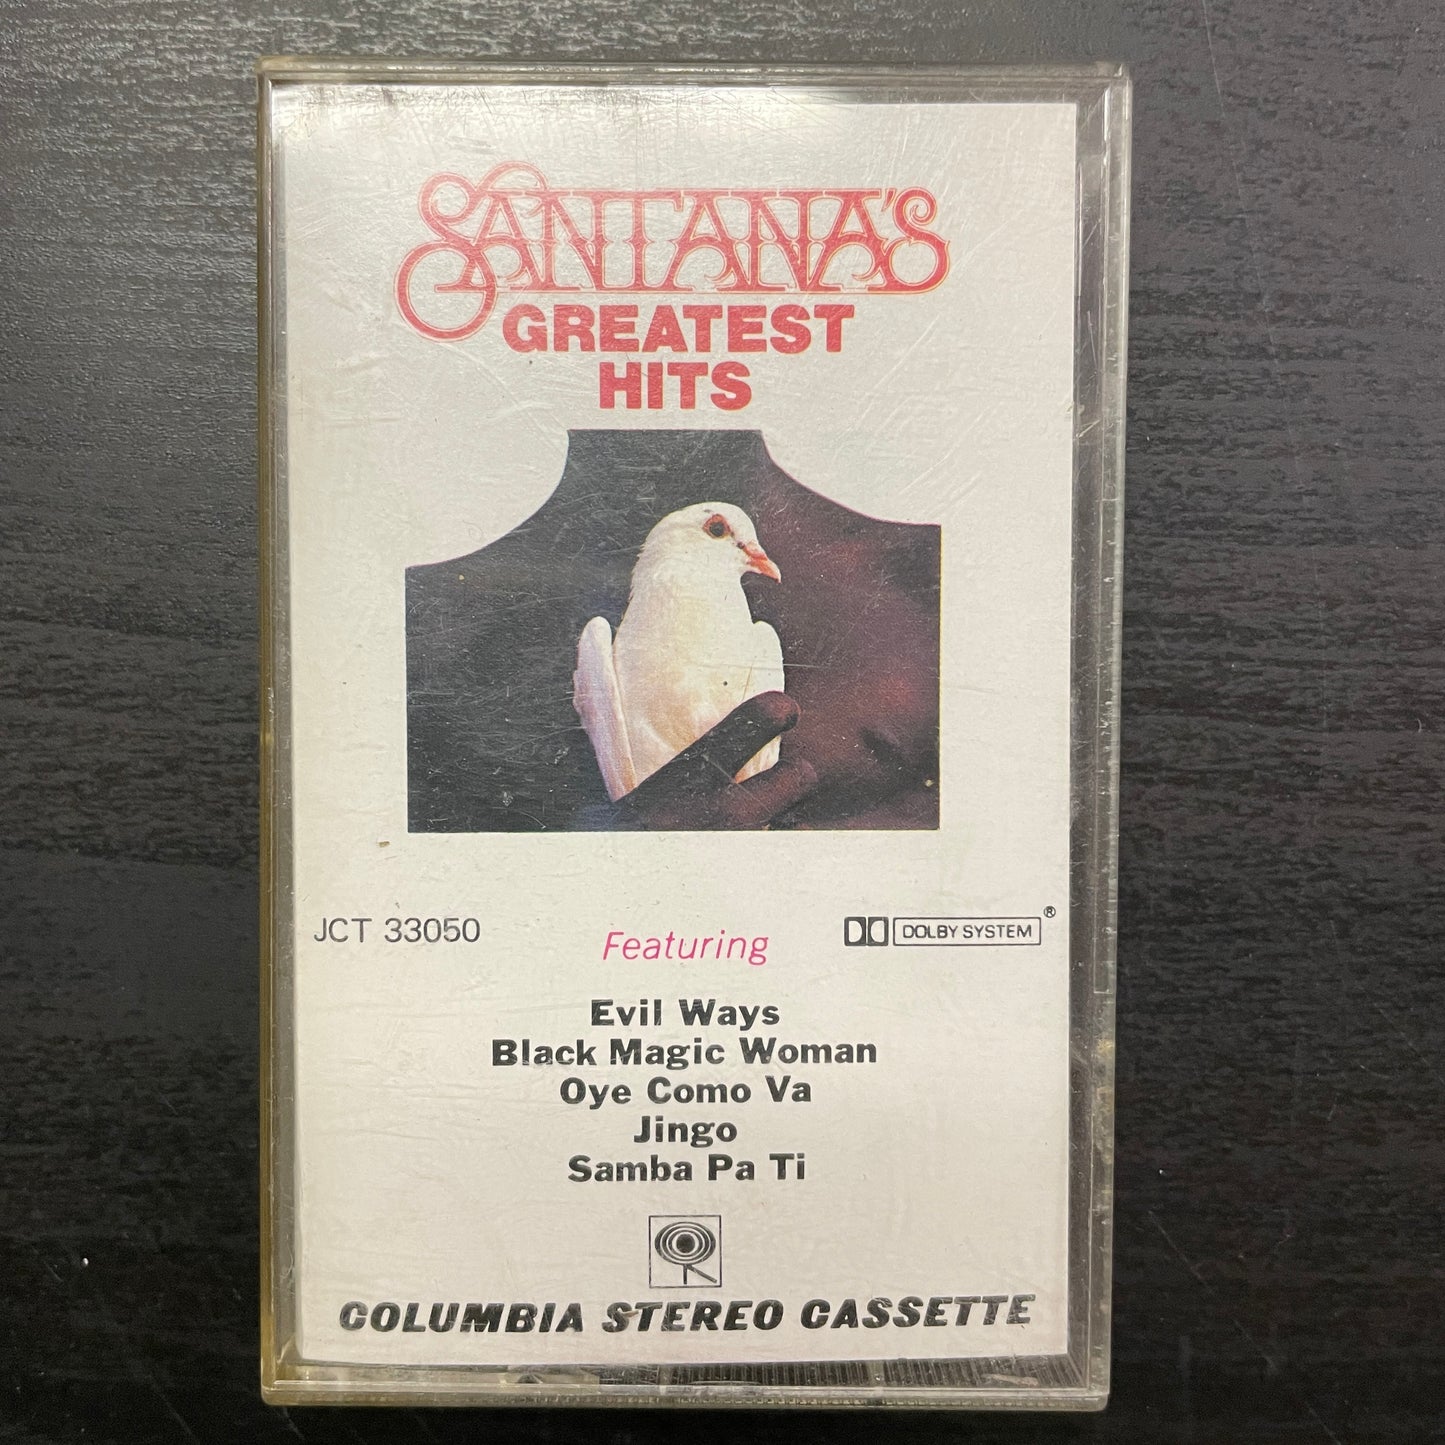 SANTANA'S
GREATEST
HITS
JCT 33050
Featuring
DOLBY SYSTEM ®
Evil Ways
Black Magic Woman
Oye Como Va
Jingo
Samba Pa Ti
COLUMBIA STEREO CASSETTE